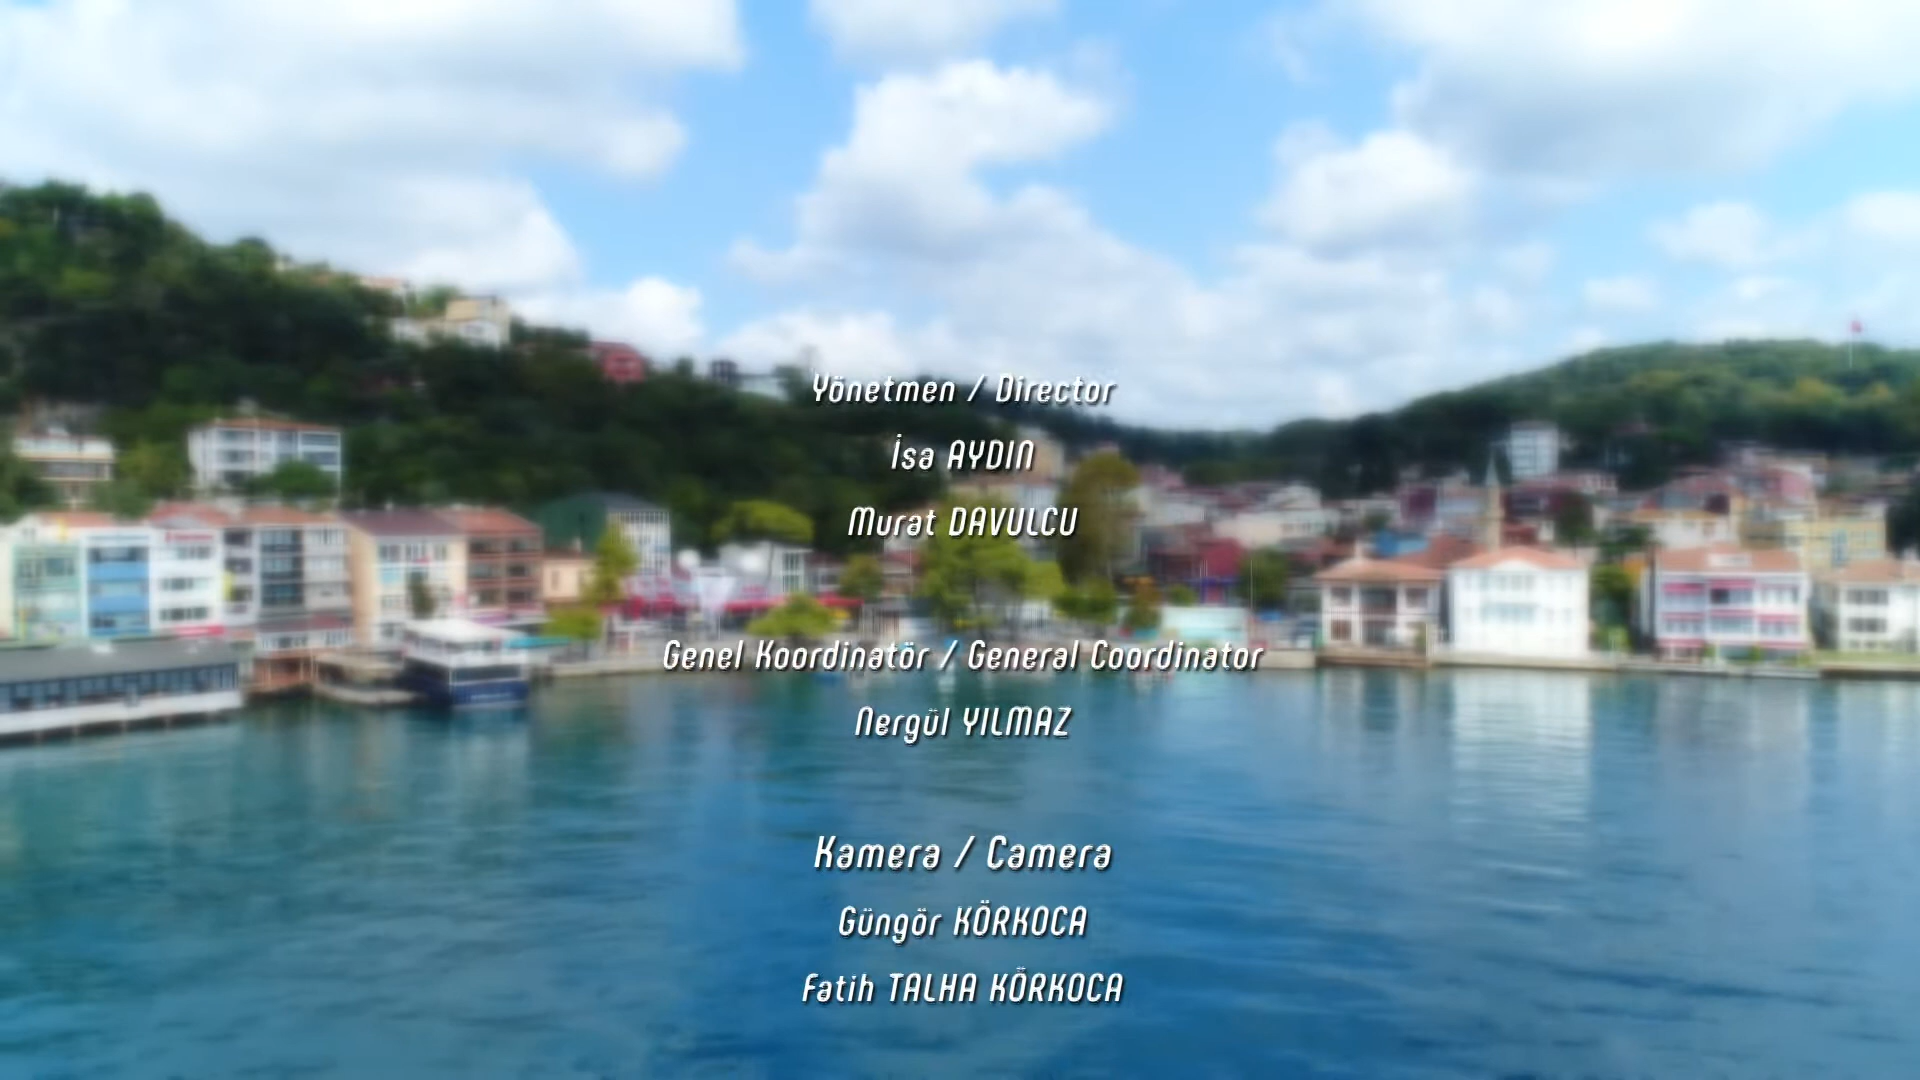 Yönetmen / Director
İsa AYDIN
Murat DAVULCU
Genel Koordinatör / General Coordinator
Nergül YILMAZ
Kamera / Camera
Güngör KÖRKOCA
Fatih TALHA KÖRKOCA